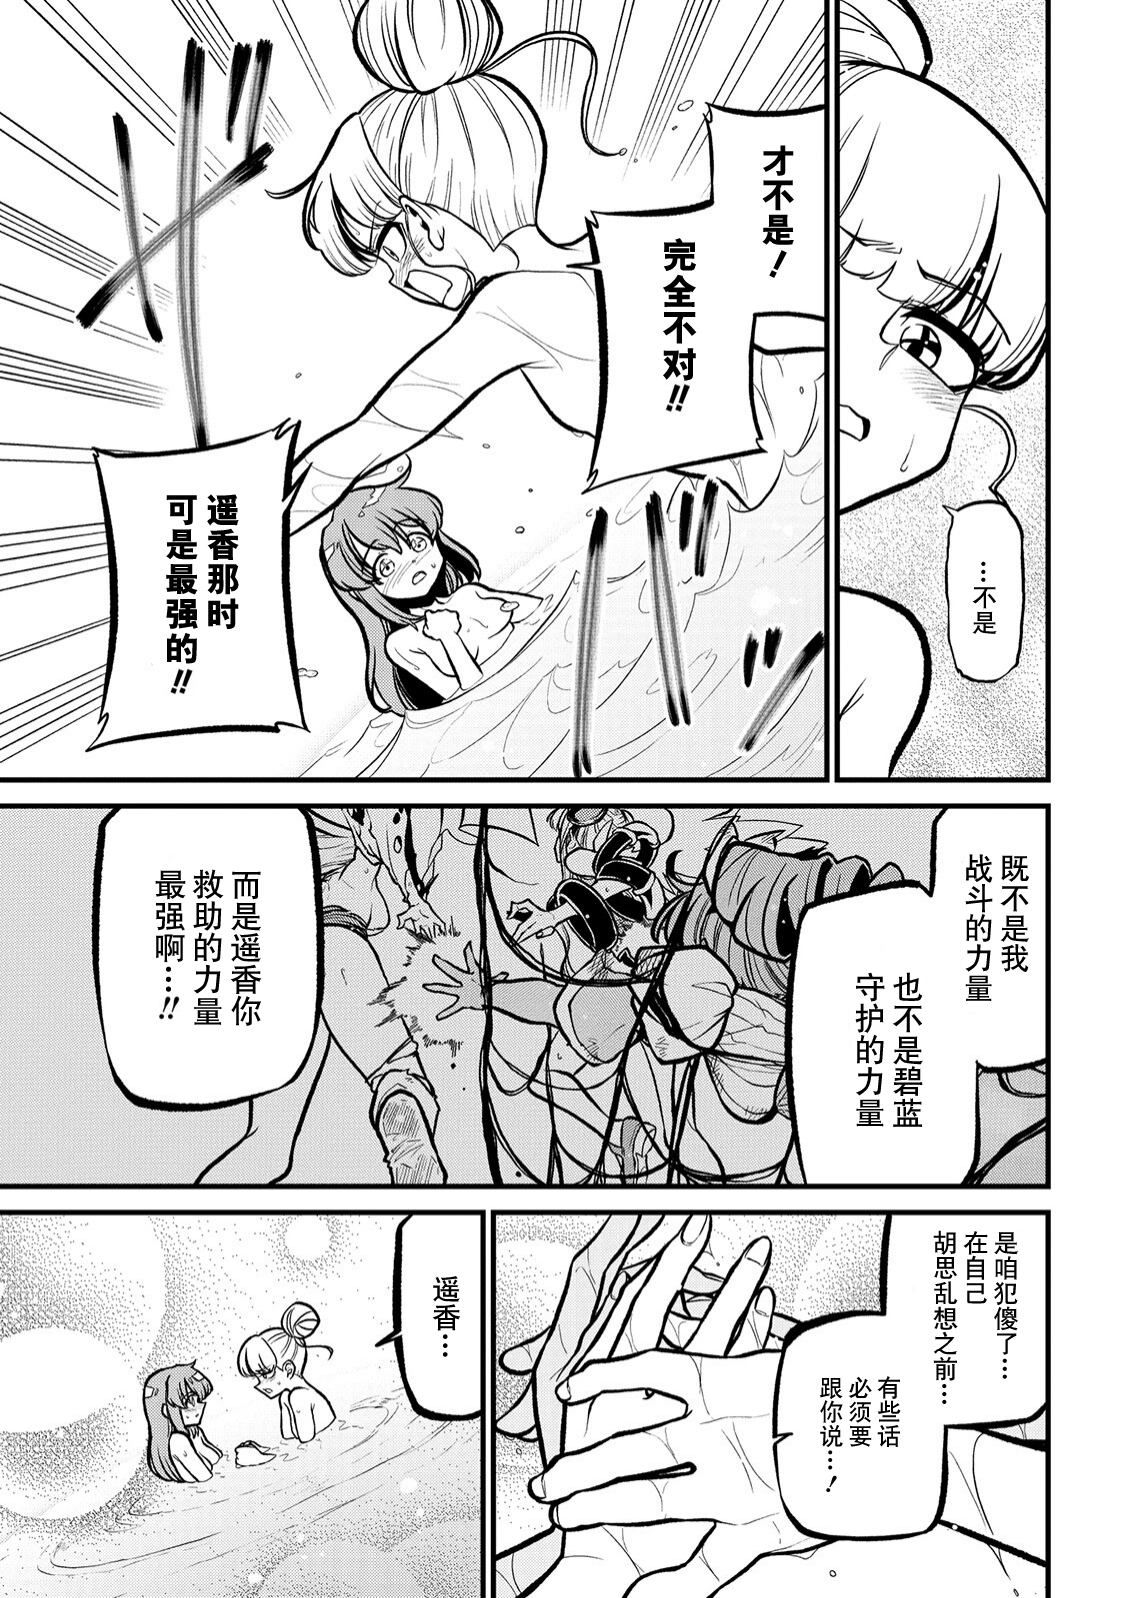 …不是
才不是！
完全不对!!
遥香那时
可是最强的!!
既不是我
战斗的力量
也不是碧蓝
守护的力量
而是遥香你
救助的力量
最强啊…!!
是咱犯傻了…
在自己
胡思乱想之前…
有些话
必须要
跟你说…！
遥香…